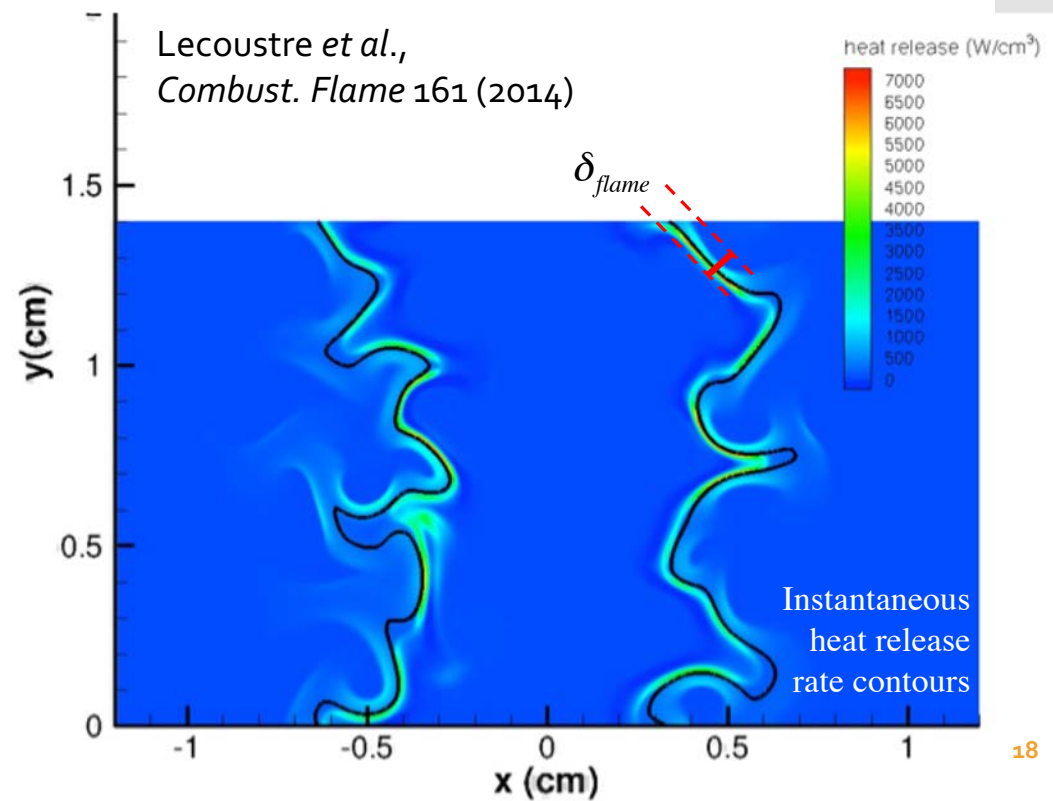 Lecoustre et al.,
Combust. Flame 161 (2014)
heat release (W/cm³)
7000
6500
6000
5500
5000
4500
4000
3500
3000
2500
2000
1500
1000
500
0
δflame
1.5
1
0.5
0
y(cm)
Instantaneous
heat release
rate contours
-1
-0.5
0
0.5
1
x (cm)
18